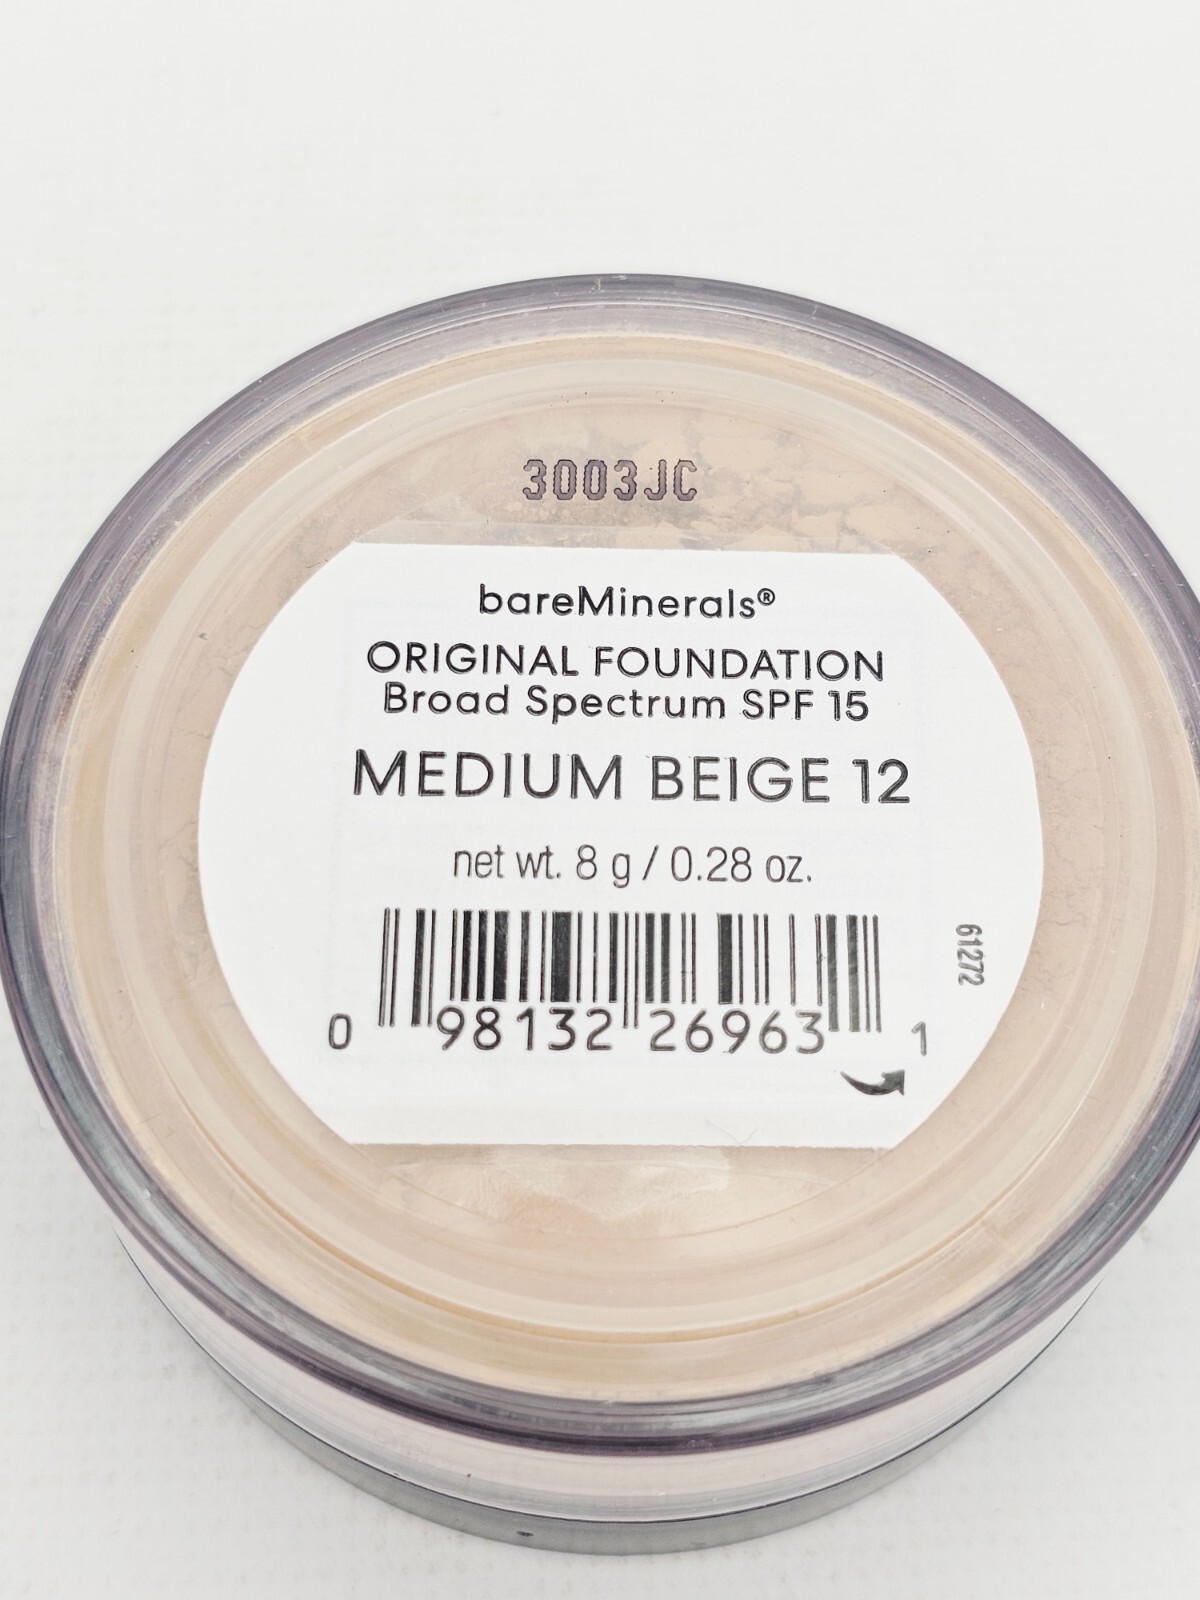 3003JC
bareMinerals®
ORIGINAL FOUNDATION
Broad Spectrum SPF 15
MEDIUM BEIGE 12
net wt. 8 g / 0.28 oz.
61272
0 98132 26963 1